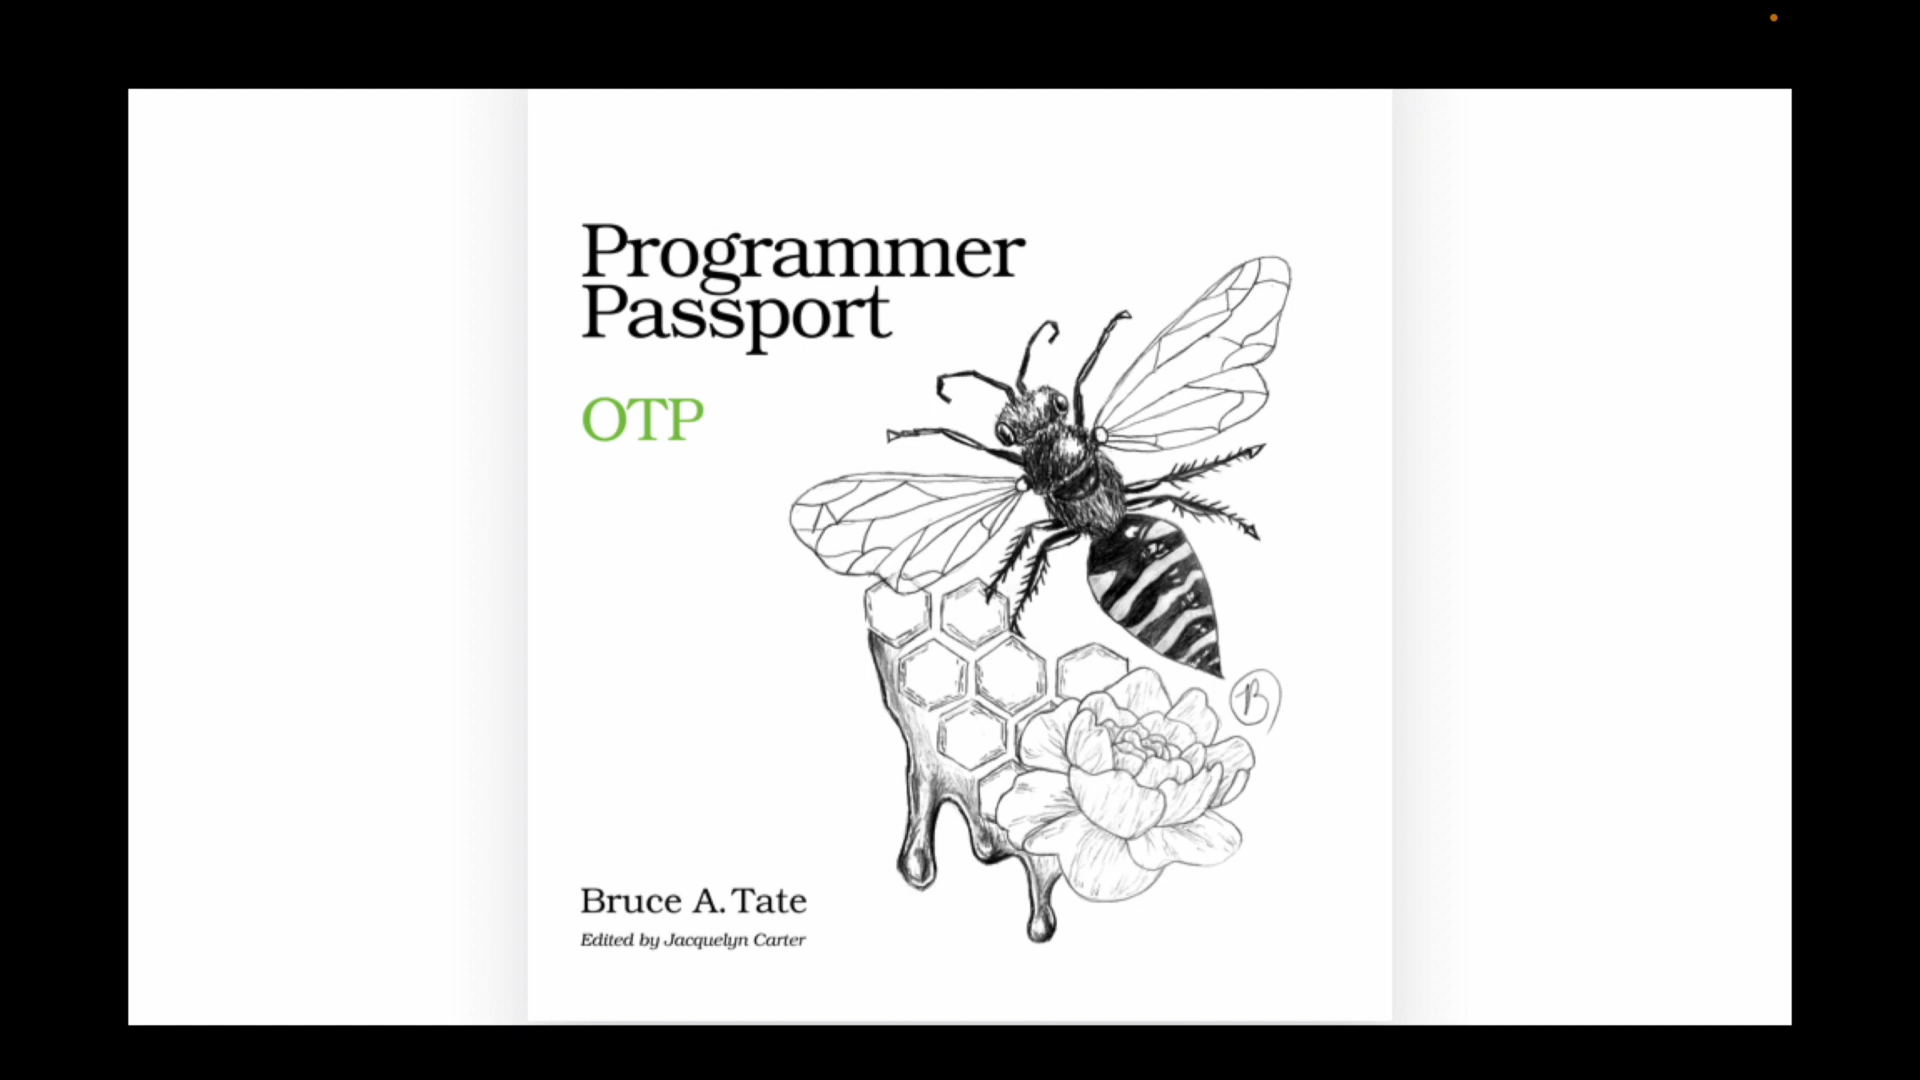 Programmer
Passport
OTP
B
Bruce A. Tate
Edited by Jacquelyn Carter